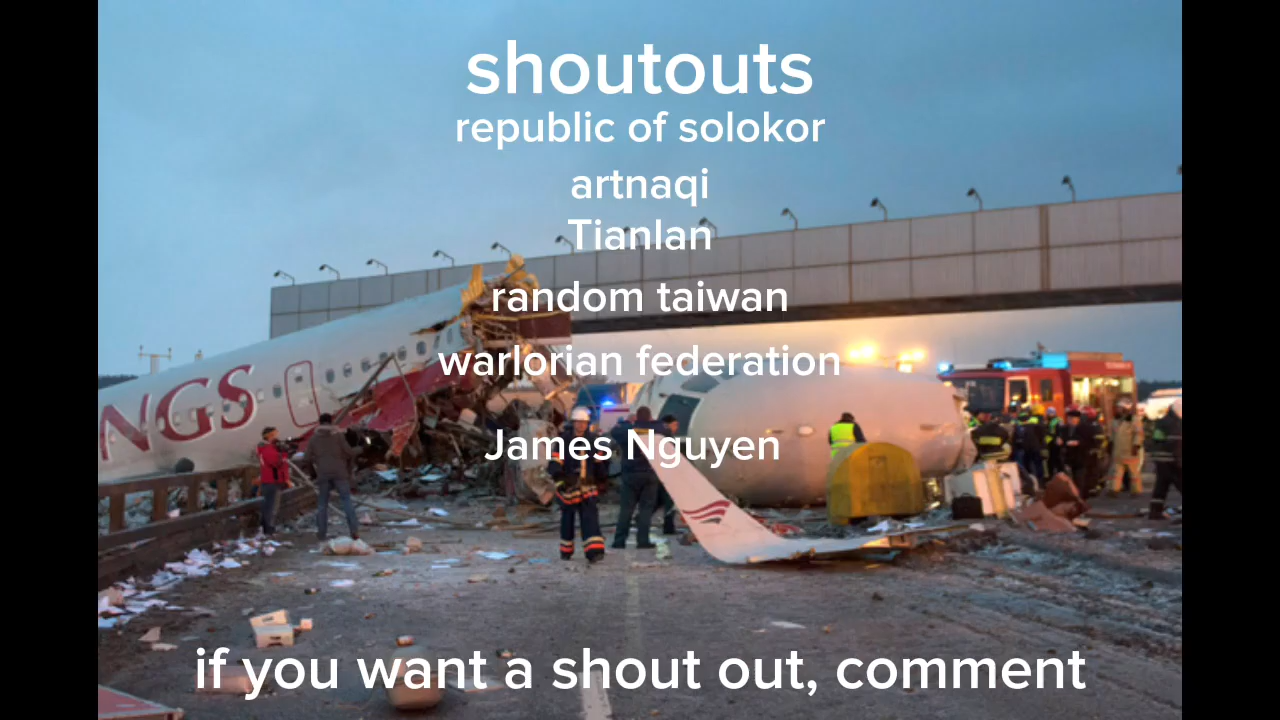 shoutouts
republic of solokor
artnaqi
Tianlan
random taiwan
warlorian federation
NGS
James Nguyen
if you want a shout out, comment